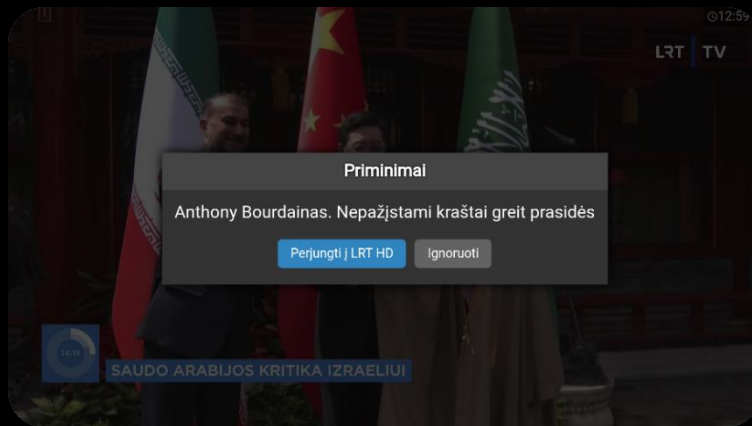 12:59
LRT TV
Priminimai
Anthony Bourdainas. Nepažįstami kraštai greit prasidės
Perjungti į LRT HD
Ignoruoti
14:15
SAUDO ARABIJOS KRITIKA IZRAELIUI